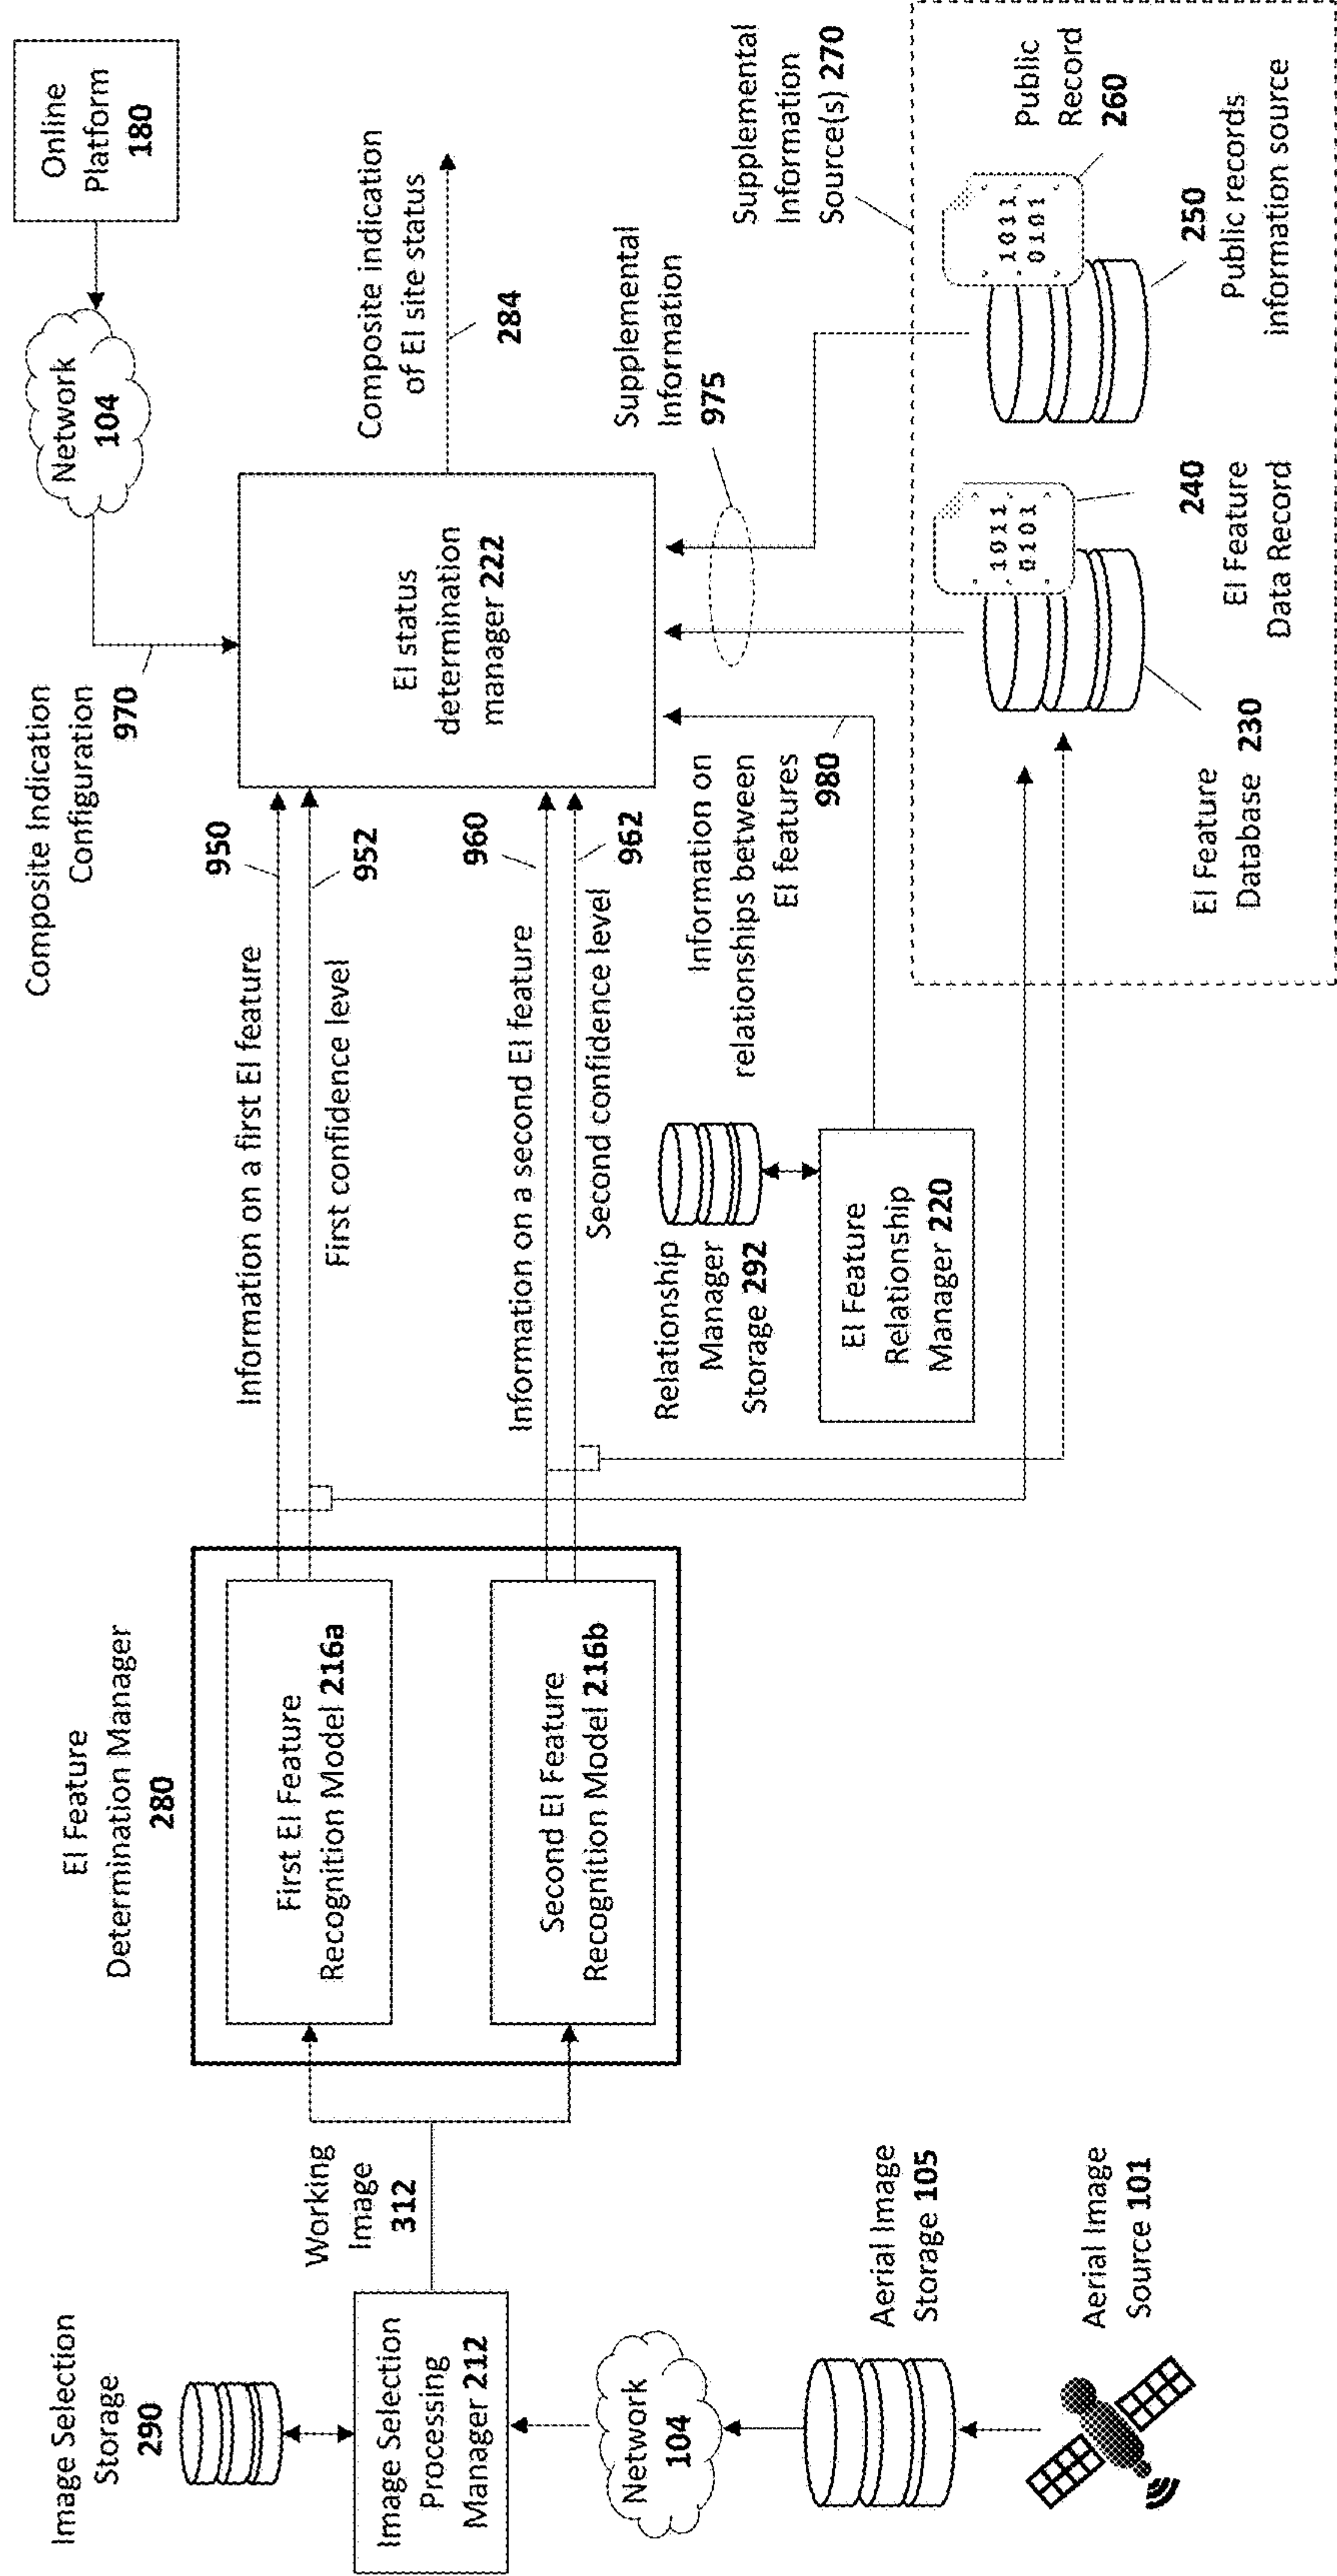 Image Selection
Storage
290
Image Selection
Processing
Manager 212
Network
104
Aerial Image
Storage 105
Aerial Image
Source 101
Working
Image
312
EI Feature
Determination Manager
280
First EI Feature
Recognition Model 216a
Second EI Feature
Recognition Model 216b
Information on a first EI feature
950
First confidence level
952
Information on a second EI feature
960
Second confidence level
962
Relationship
Manager
Storage 292
EI Feature
Relationship
Manager 220
Information on
relationships between
EI features
980
Composite Indication
Configuration
970
Network
104
Online
Platform
180
EI status
determination
manager 222
Composite indication
of EI site status
284
Supplemental
Information
975
Supplemental
Information
Source(s) 270
EI Feature
Database 230
1011
0101
240
EI Feature
Data Record
1011
0101
Public
Record
260
250
Public records
information source